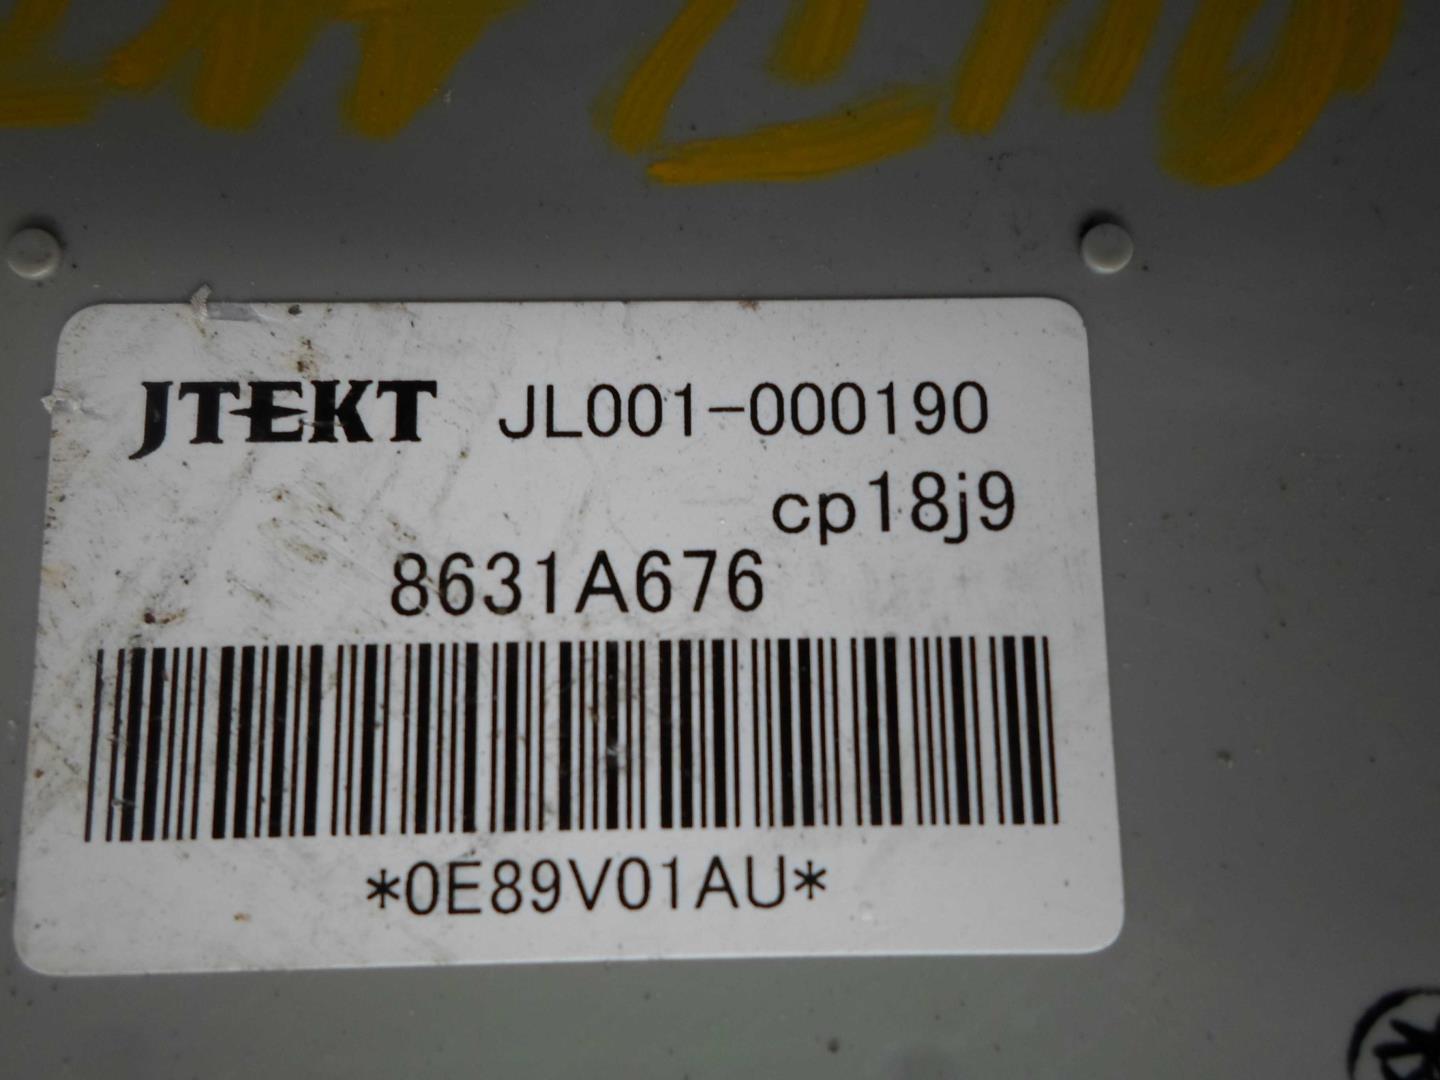 JTEKT JL001-000190
cp18j9
8631A676
*0E89V01AU*